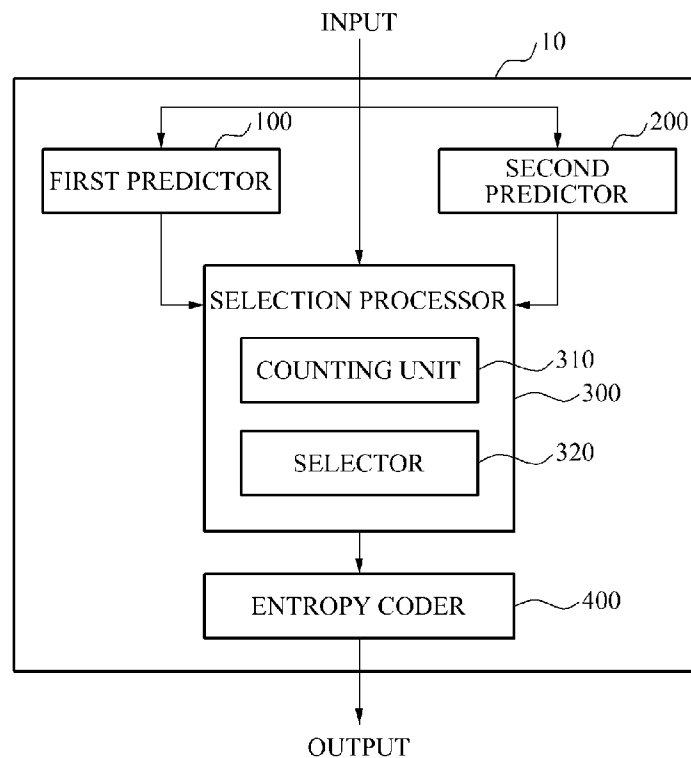 INPUT
10
100
200
FIRST PREDICTOR
SECOND
PREDICTOR
SELECTION PROCESSOR
COUNTING UNIT
310
300
SELECTOR
320
ENTROPY CODER
400
OUTPUT